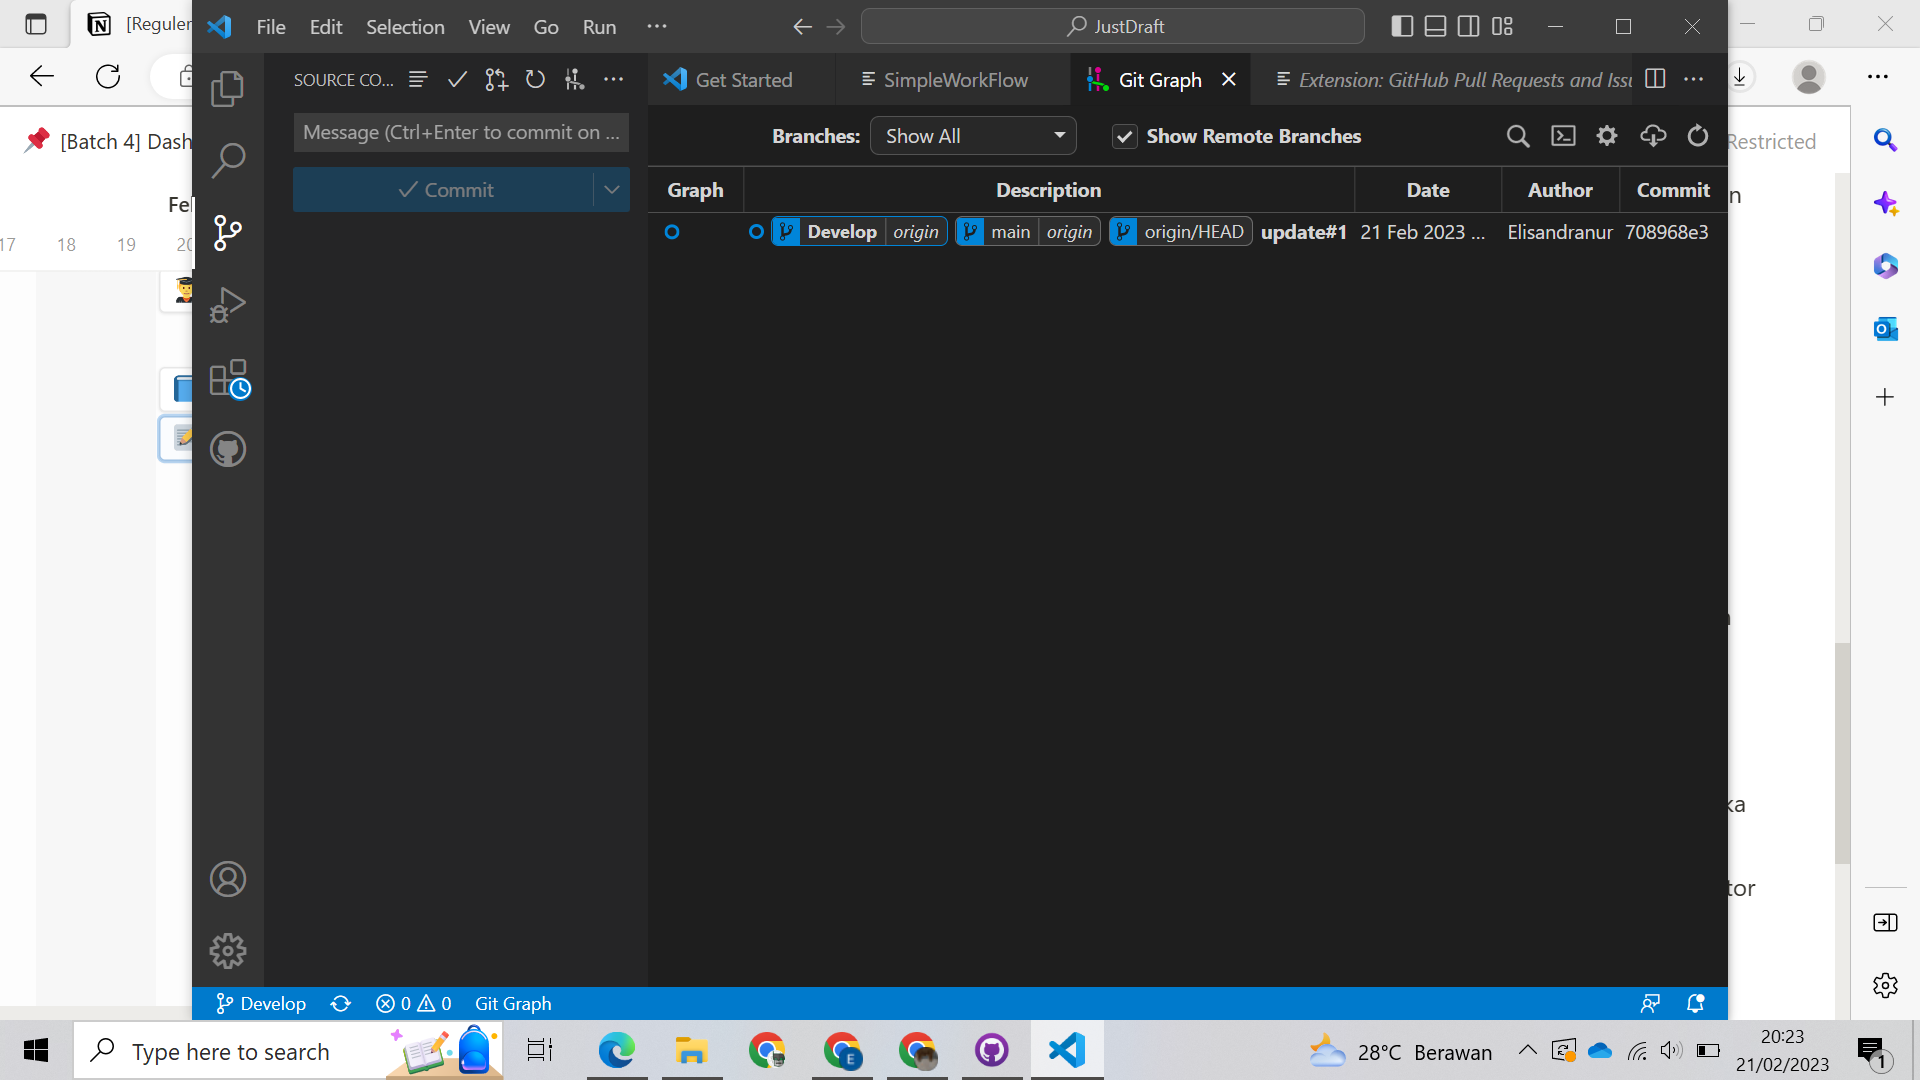 [Reguler
File Edit Selection View Go Run ···
JustDraft
SOURCE CO...
Get Started
SimpleWorkFlow
Git Graph
Extension: GitHub Pull Requests and Issu
[Batch 4] Dash
Message (Ctrl+Enter to commit on ...
Branches: Show All
Show Remote Branches
Restricted
Commit
Graph Description Date Author Commit
n
Fe
17 18 19 20
Develop origin main origin origin/HEAD update#1 21 Feb 2023 ... Elisandranur 708968e3
ka
tor
Develop 0 0 Git Graph
Type here to search
E
28°C Berawan
20:23
21/02/2023
1